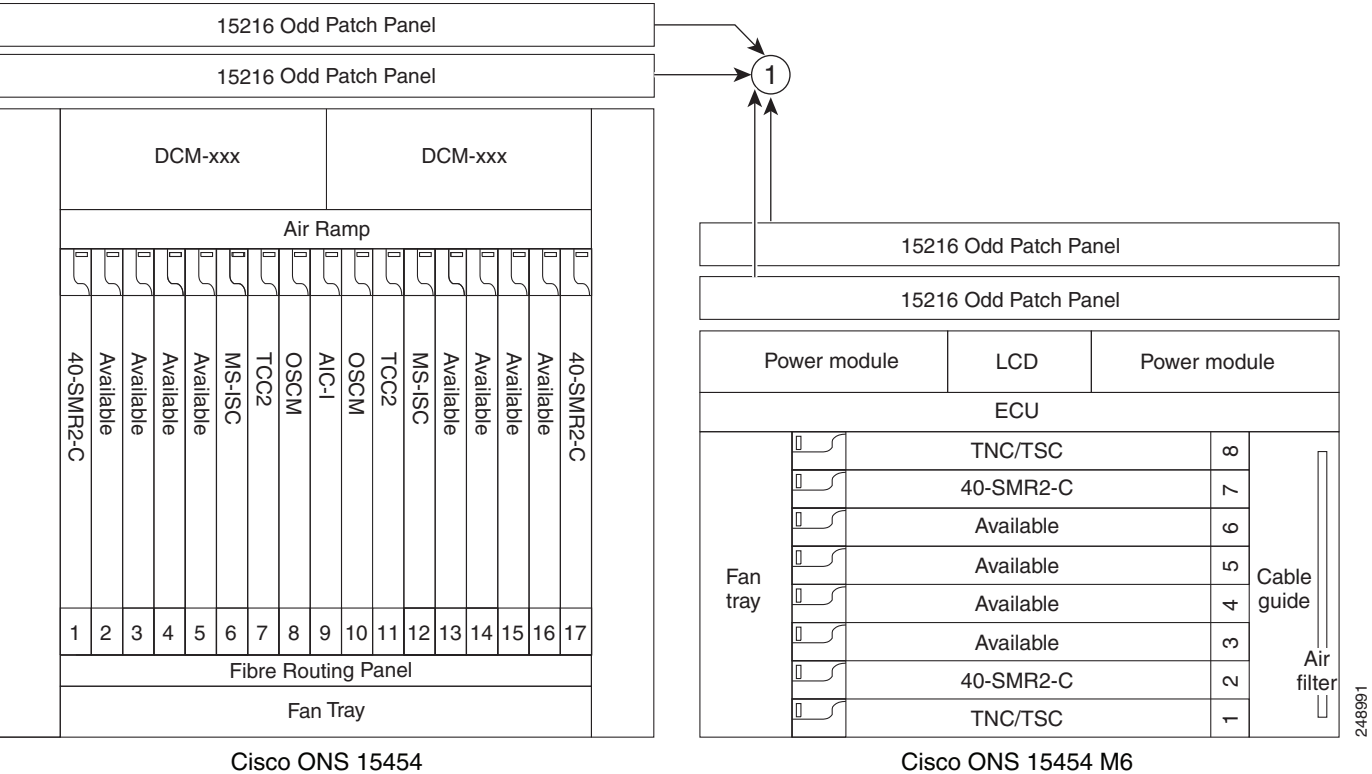 15216 Odd Patch Panel
15216 Odd Patch Panel
1
DCM-xxx
DCM-xxx
Air Ramp
40-SMR2-C
Available
Available
Available
Available
MS-ISC
TCC2
OSCM
AIC-I
OSCM
TCC2
MS-ISC
Available
Available
Available
Available
40-SMR2-C
1 2 3 4 5 6 7 8 9 10 11 12 13 14 15 16 17
Fibre Routing Panel
Fan Tray
Cisco ONS 15454
15216 Odd Patch Panel
15216 Odd Patch Panel
Power module
LCD
Power module
ECU
Fan
tray
TNC/TSC 8
40-SMR2-C 7
Available 6
Available 5
Available 4
Available 3
40-SMR2-C 2
TNC/TSC 1
Cable
guide
Air
filter
Cisco ONS 15454 M6
248991